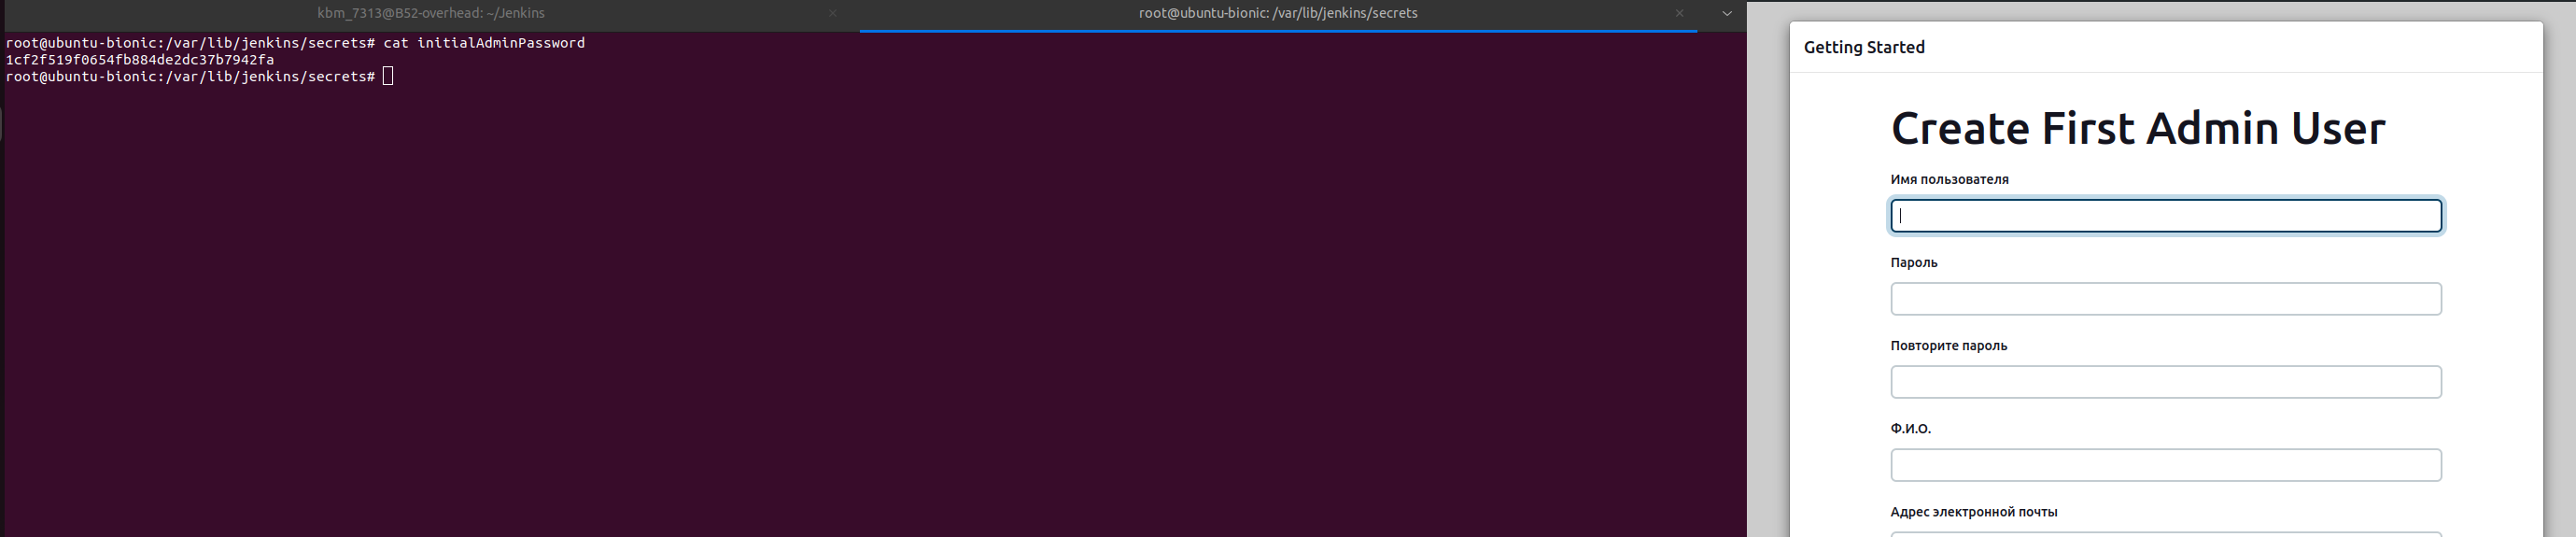 kbm_7313@B52-overhead: ~/Jenkins
root@ubuntu-bionic: /var/lib/jenkins/secrets
root@ubuntu-bionic:/var/lib/jenkins/secrets# cat initialAdminPassword
1cf2f519f0654fb884de2dc37b7942fa
root@ubuntu-bionic:/var/lib/jenkins/secrets#
Getting Started
Create First Admin User
Имя пользователя
Пароль
Повторите пароль
Ф.И.О.
Адрес электронной почты